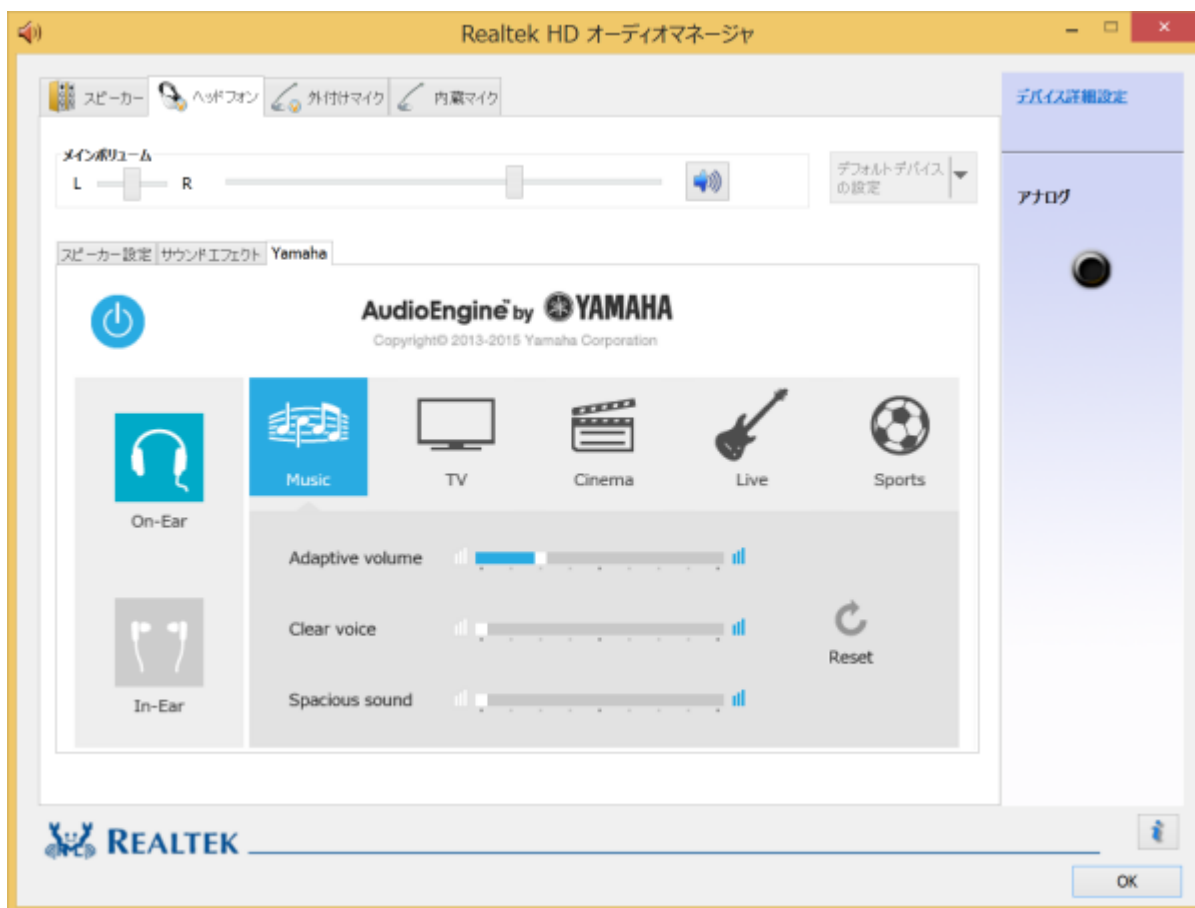 Realtek HD オーディオマネージャ
スピーカー
ヘッドフォン
外付けマイク
内蔵マイク
デバイス詳細設定
メインボリューム
L
R
デフォルトデバイス
の設定
アナログ
スピーカー設定
サウンドエフェクト
Yamaha
AudioEngine™ by YAMAHA
Copyright© 2013-2015 Yamaha Corporation
On-Ear
In-Ear
Music
TV
Cinema
Live
Sports
Adaptive volume
Clear voice
Spacious sound
Reset
REALTEK
OK